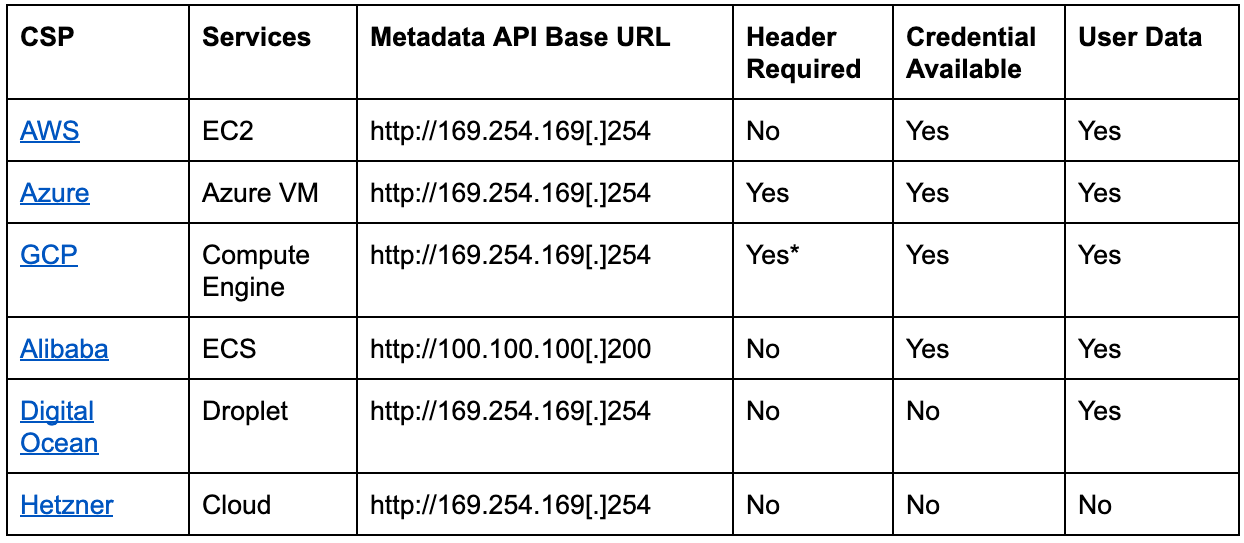 CSP Services Metadata API Base URL Header Required Credential Available User Data
AWS EC2 http://169.254.169[.]254 No Yes Yes
Azure Azure VM http://169.254.169[.]254 Yes Yes Yes
GCP Compute Engine http://169.254.169[.]254 Yes* Yes Yes
Alibaba ECS http://100.100.100[.]200 No Yes Yes
Digital Ocean Droplet http://169.254.169[.]254 No No Yes
Hetzner Cloud http://169.254.169[.]254 No No No